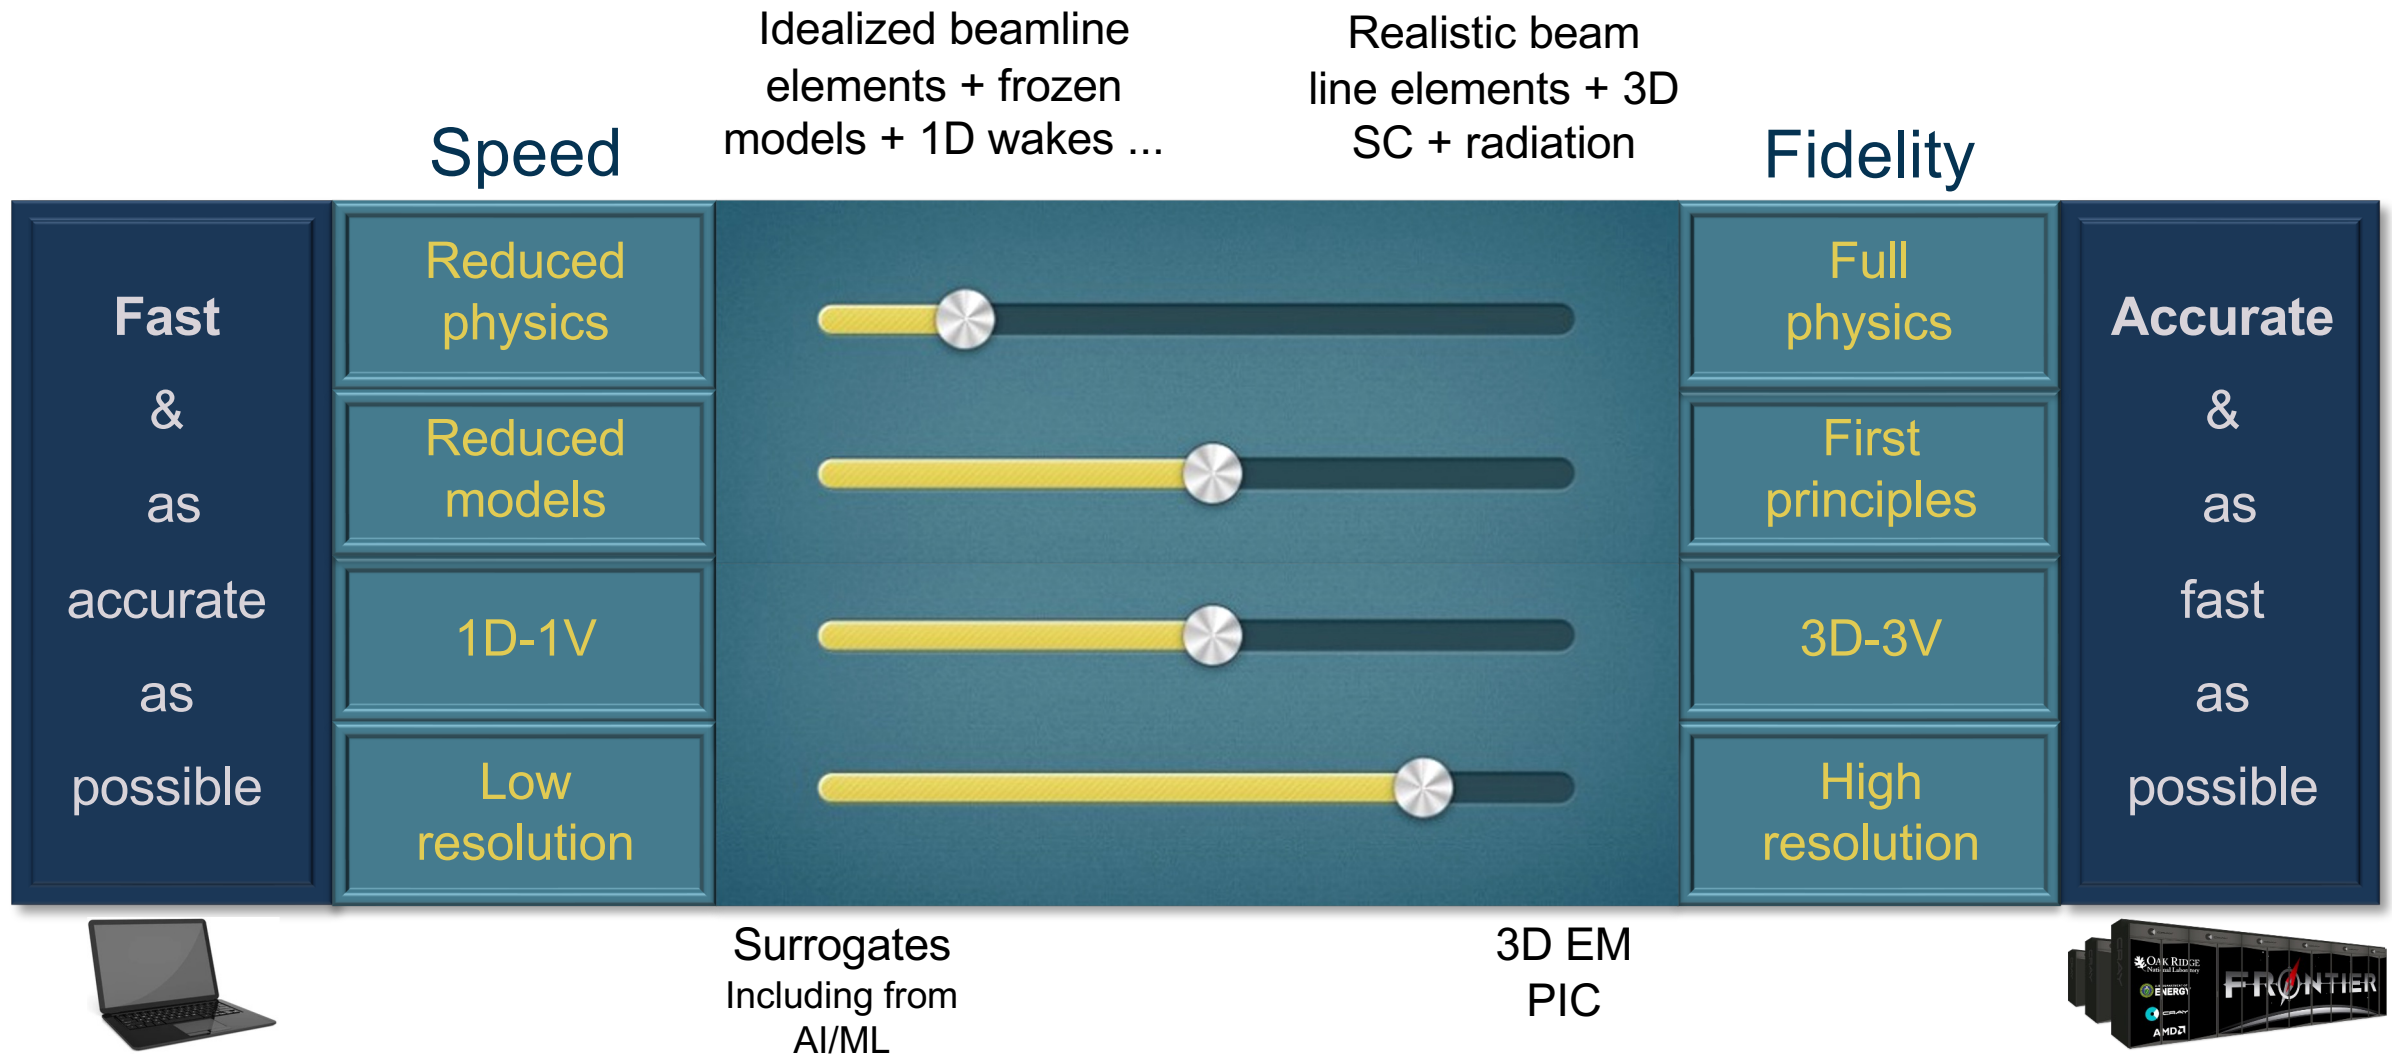 Idealized beamline
elements + frozen
models + 1D wakes ...
Realistic beam
line elements + 3D
SC + radiation
Speed
Fidelity
Fast
&
as
accurate
as
possible
Reduced
physics
Reduced
models
1D-1V
Low
resolution
Full
physics
First
principles
3D-3V
High
resolution
Accurate
&
as
fast
as
possible
Surrogates
Including from
AI/ML
3D EM
PIC
OAK RIDGE
National Laboratory
ENERGY
CRAY
AMD
FRONTIER